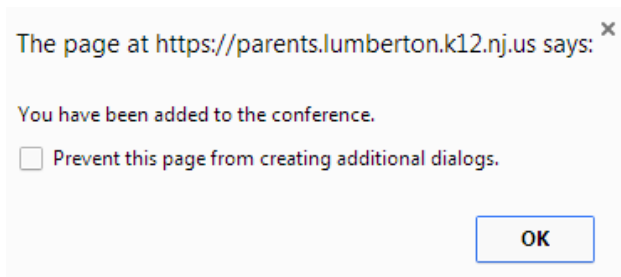 The page at https://parents.lumberton.k12.nj.us says:
You have been added to the conference.
Prevent this page from creating additional dialogs.
OK